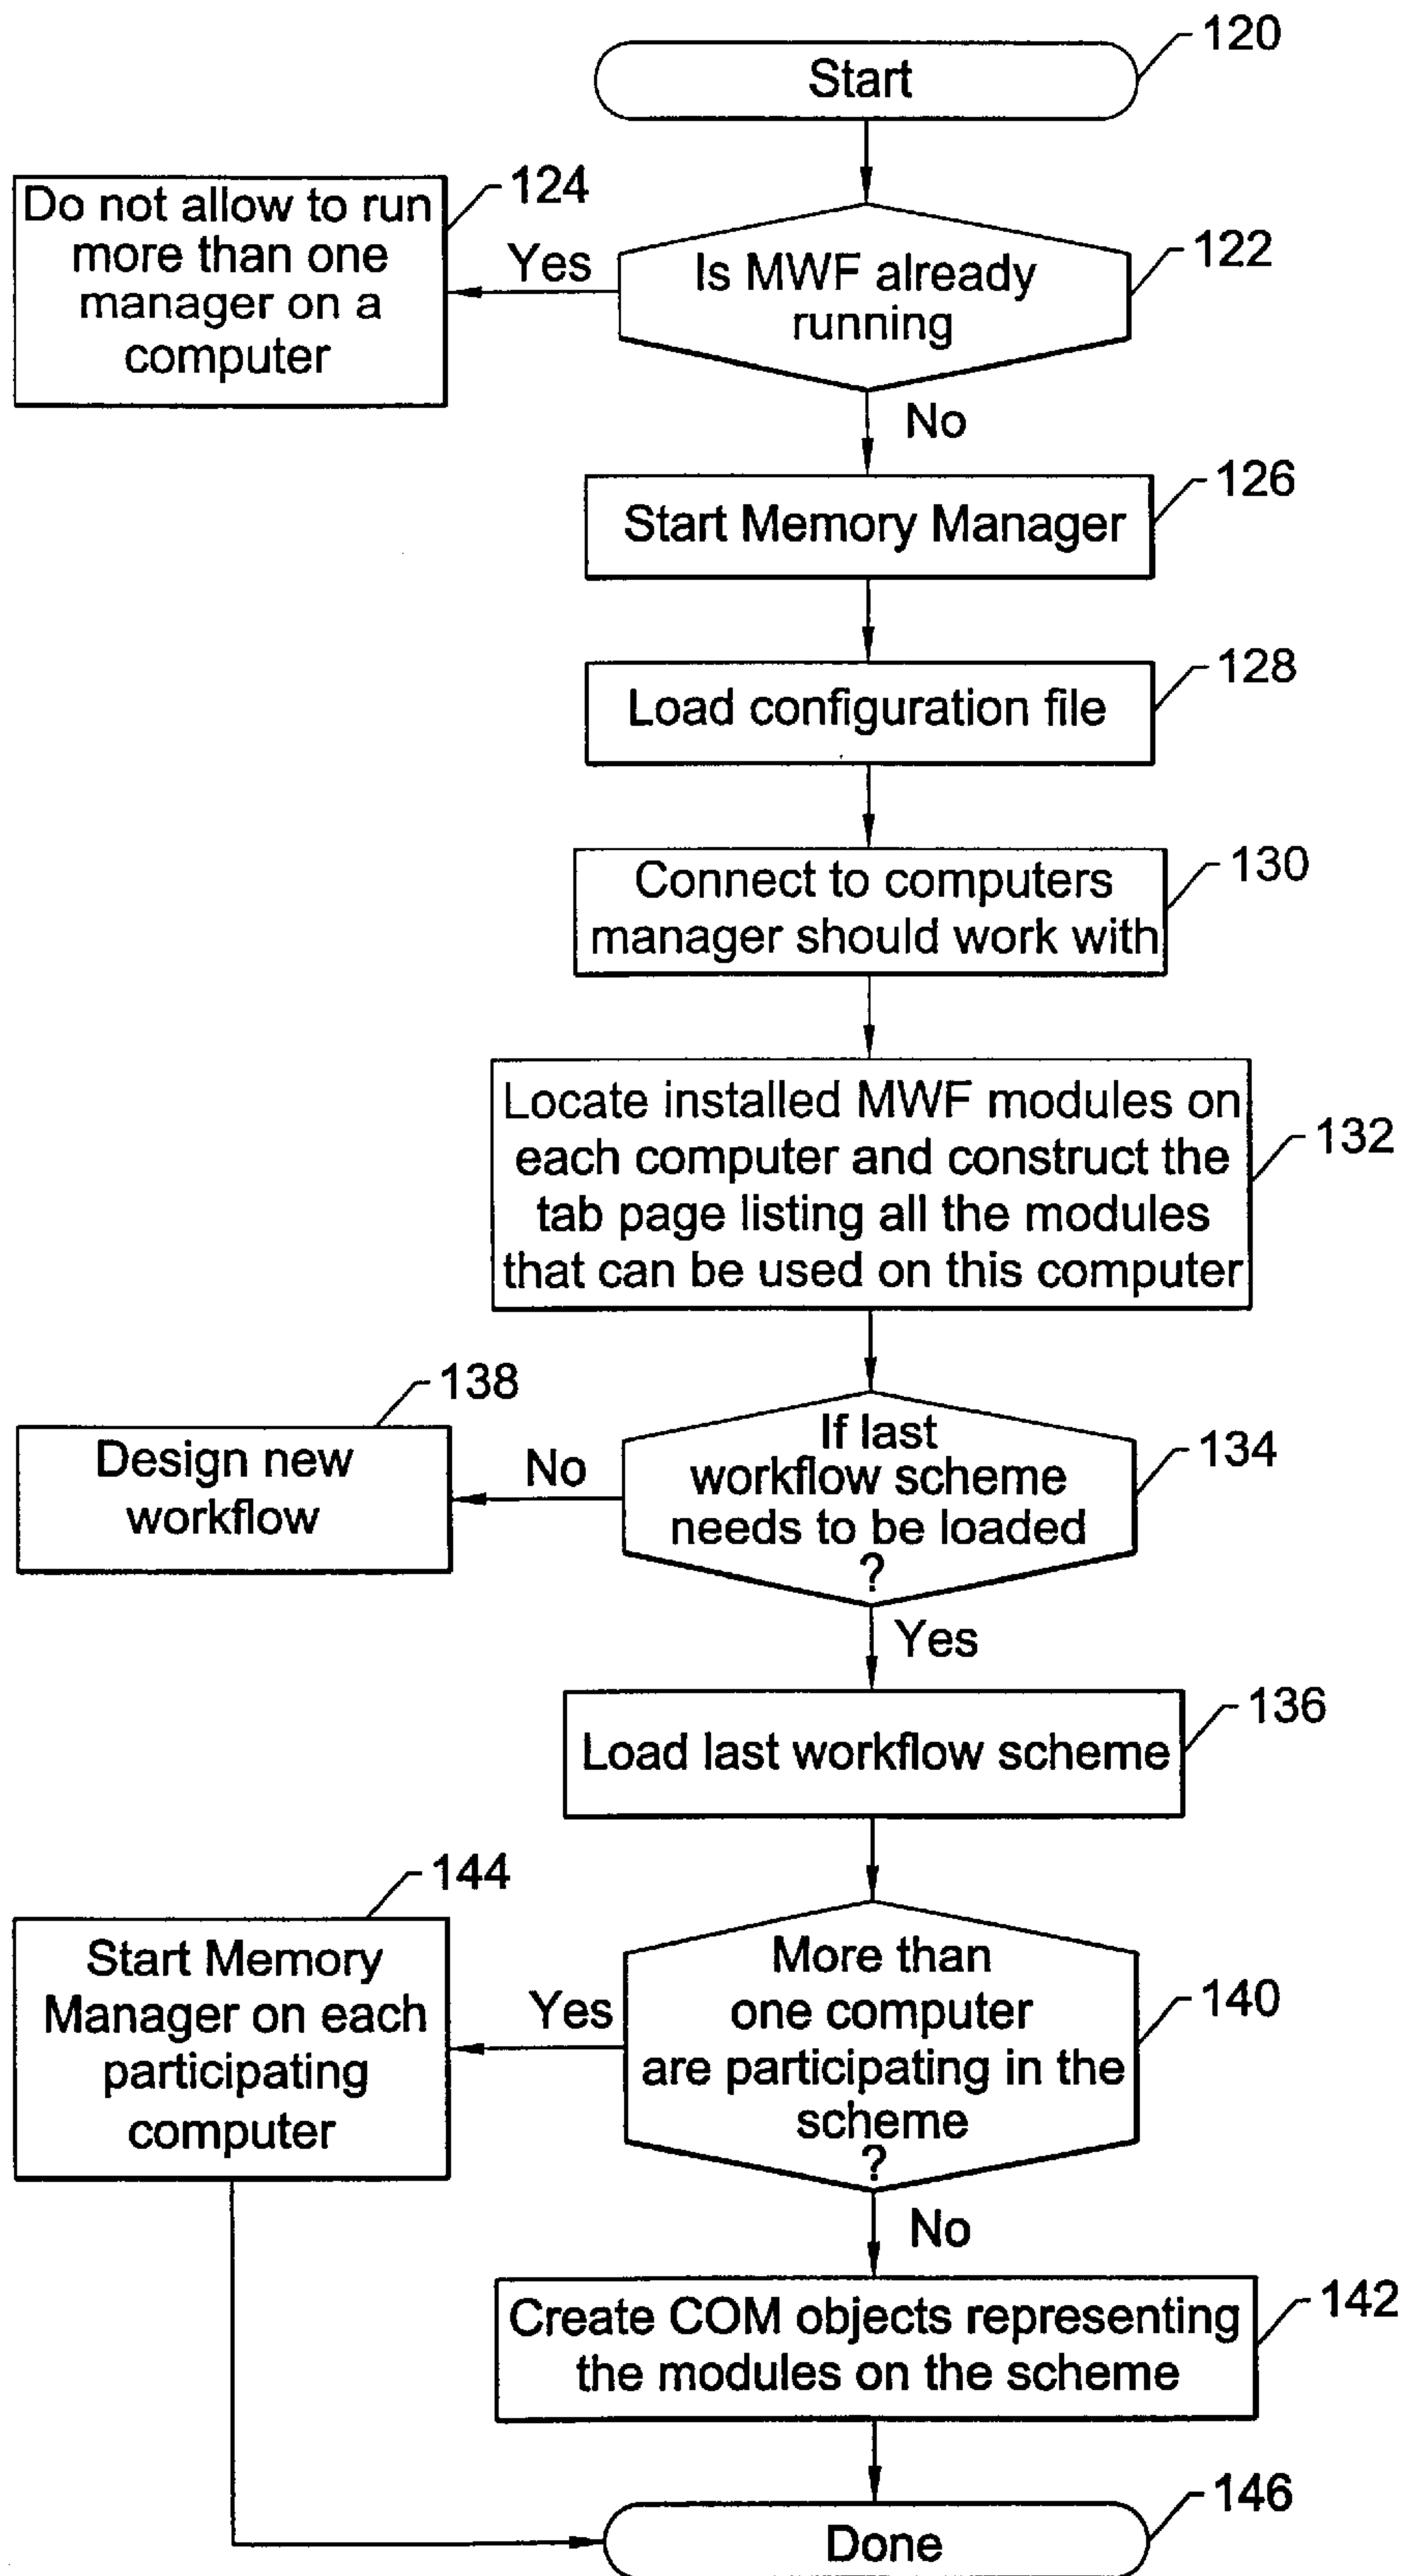 120
Start
124
Do not allow to run
more than one
manager on a
computer
Yes
122
Is MWF already
running
No
126
Start Memory Manager
128
Load configuration file
130
Connect to computers
manager should work with
132
Locate installed MWF modules on
each computer and construct the
tab page listing all the modules
that can be used on this computer
138
Design new
workflow
No
134
If last
workflow scheme
needs to be loaded
?
Yes
136
Load last workflow scheme
144
Start Memory
Manager on each
participating
computer
Yes
140
More than
one computer
are participating in the
scheme
?
No
142
Create COM objects representing
the modules on the scheme
146
Done